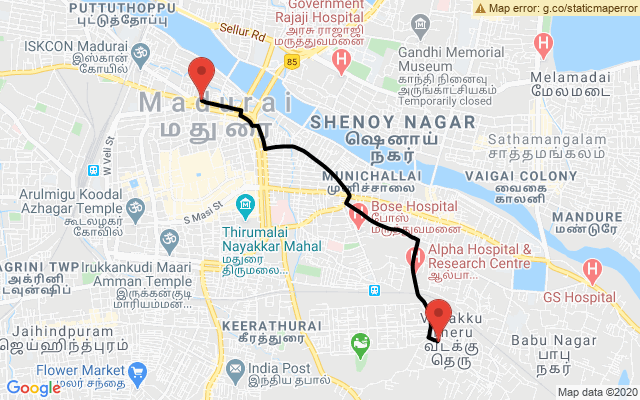 PUTTUTHOPPU
புட்டுத்தோப்பு
Sellur Rd
Government
Rajaji Hospital
அரசு ராஜாஜி
மருத்துவமனை
Map error: g.co/staticmaperror
ISKCON Madurai
இஸ்கான்
கோயில்
85
Gandhi Memorial
Museum
காந்தி நினைவு
அருங்காட்சியகம்
Temporarily closed
Melamadai
மேலமடை
Madurai
மதுரை
SHENOY NAGAR
ஷெனாய்
நகர்
Sathamangalam
சாத்தமங்கலம்
W Veli St
MUNICHALAI
முனிச்சாலை
VAIGAI COLONY
வைகை
காலனி
Arulmigu Koodal
Azhagar Temple
கூடலழகர்
கோவில்
S Masi St
Thirumalai
Nayakkar Mahal
மதுரை
திருமலை...
Bose Hospital
போஸ்
மருத்துவமனை
MANDURE
மண்டூரே
Alpha Hospital &
Research Centre
ஆல்பா...
AGRINI TWP
அக்ரினி
டவுன்ஷிப்
Irukkankudi Maari
Amman Temple
இருக்கன்குடி
மாரியம்மன்...
GS Hospital
KEERATHURAI
கீரத்துரை
Theru
வடக்கு
தெரு
Jaihindpuram
ஜெய்ஹிந்த்புரம்
Babu Nagar
பாபு
நகர்
Flower Market
மலர் சந்தை
India Post
இந்திய தபால்
Google
Map data ©2020